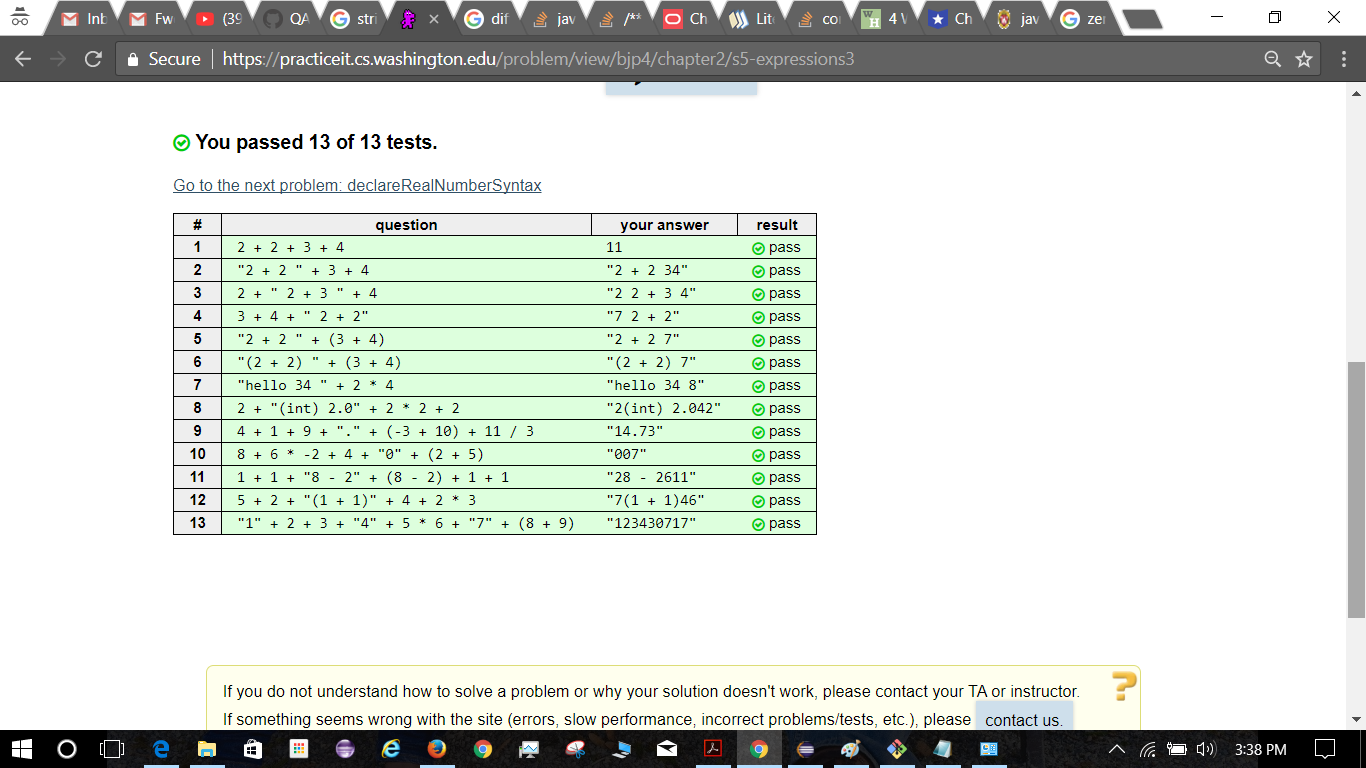 Inb Fw (39 QA stri dif jav /** Ch Lit co 4 V Ch jav zer
Secure https://practiceit.cs.washington.edu/problem/view/bjp4/chapter2/s5-expressions3
You passed 13 of 13 tests.
Go to the next problem: declareRealNumberSyntax
# question your answer result
1 2 + 2 + 3 + 4 11 pass
2 "2 + 2 " + 3 + 4 "2 + 2 34" pass
3 2 + " 2 + 3 " + 4 "2 2 + 3 4" pass
4 3 + 4 + " 2 + 2" "7 2 + 2" pass
5 "2 + 2 " + (3 + 4) "2 + 2 7" pass
6 "(2 + 2) " + (3 + 4) "(2 + 2) 7" pass
7 "hello 34 " + 2 * 4 "hello 34 8" pass
8 2 + "(int) 2.0" + 2 * 2 + 2 "2(int) 2.042" pass
9 4 + 1 + 9 + "." + (-3 + 10) + 11 / 3 "14.73" pass
10 8 + 6 * -2 + 4 + "0" + (2 + 5) "007" pass
11 1 + 1 + "8 - 2" + (8 - 2) + 1 + 1 "28 - 2611" pass
12 5 + 2 + "(1 + 1)" + 4 + 2 * 3 "7(1 + 1)46" pass
13 "1" + 2 + 3 + "4" + 5 * 6 + "7" + (8 + 9) "123430717" pass
If you do not understand how to solve a problem or why your solution doesn't work, please contact your TA or instructor.
If something seems wrong with the site (errors, slow performance, incorrect problems/tests, etc.), please contact us.
3:38 PM